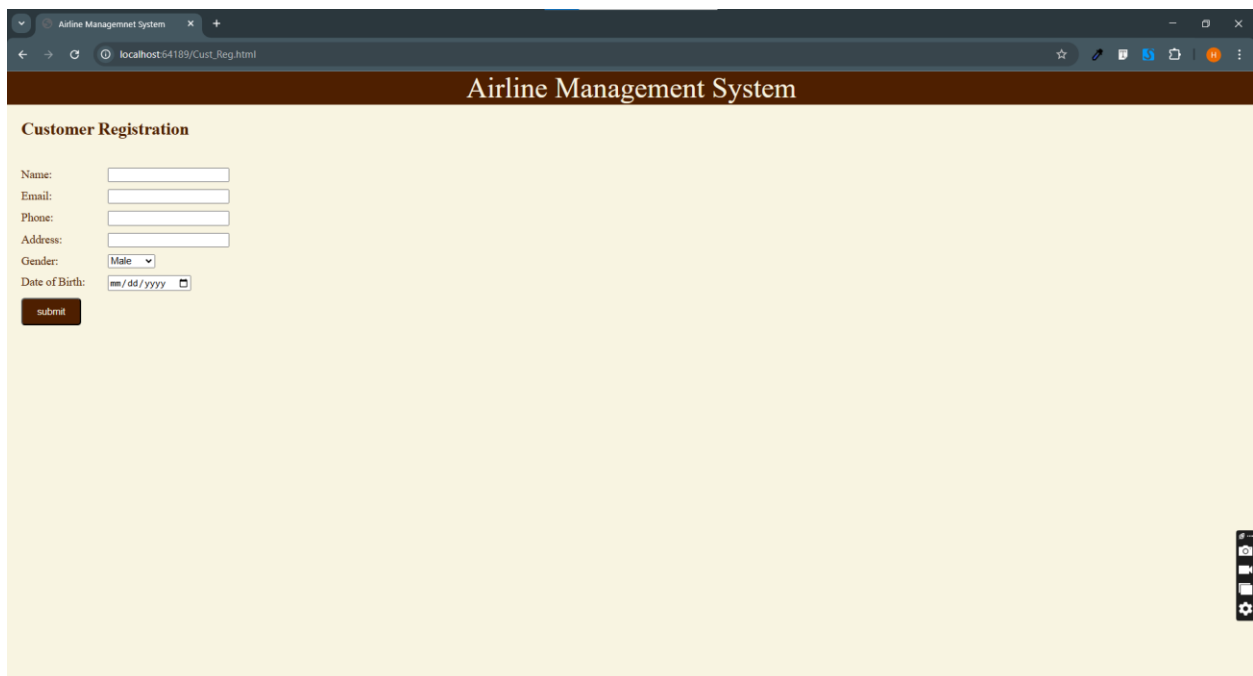 Airline Managemnet System
localhost:64189/Cust_Reg.html
H
Airline Management System
Customer Registration
Name:
Email:
Phone:
Address:
Gender: Male
Date of Birth: mm/dd/yyyy
submit